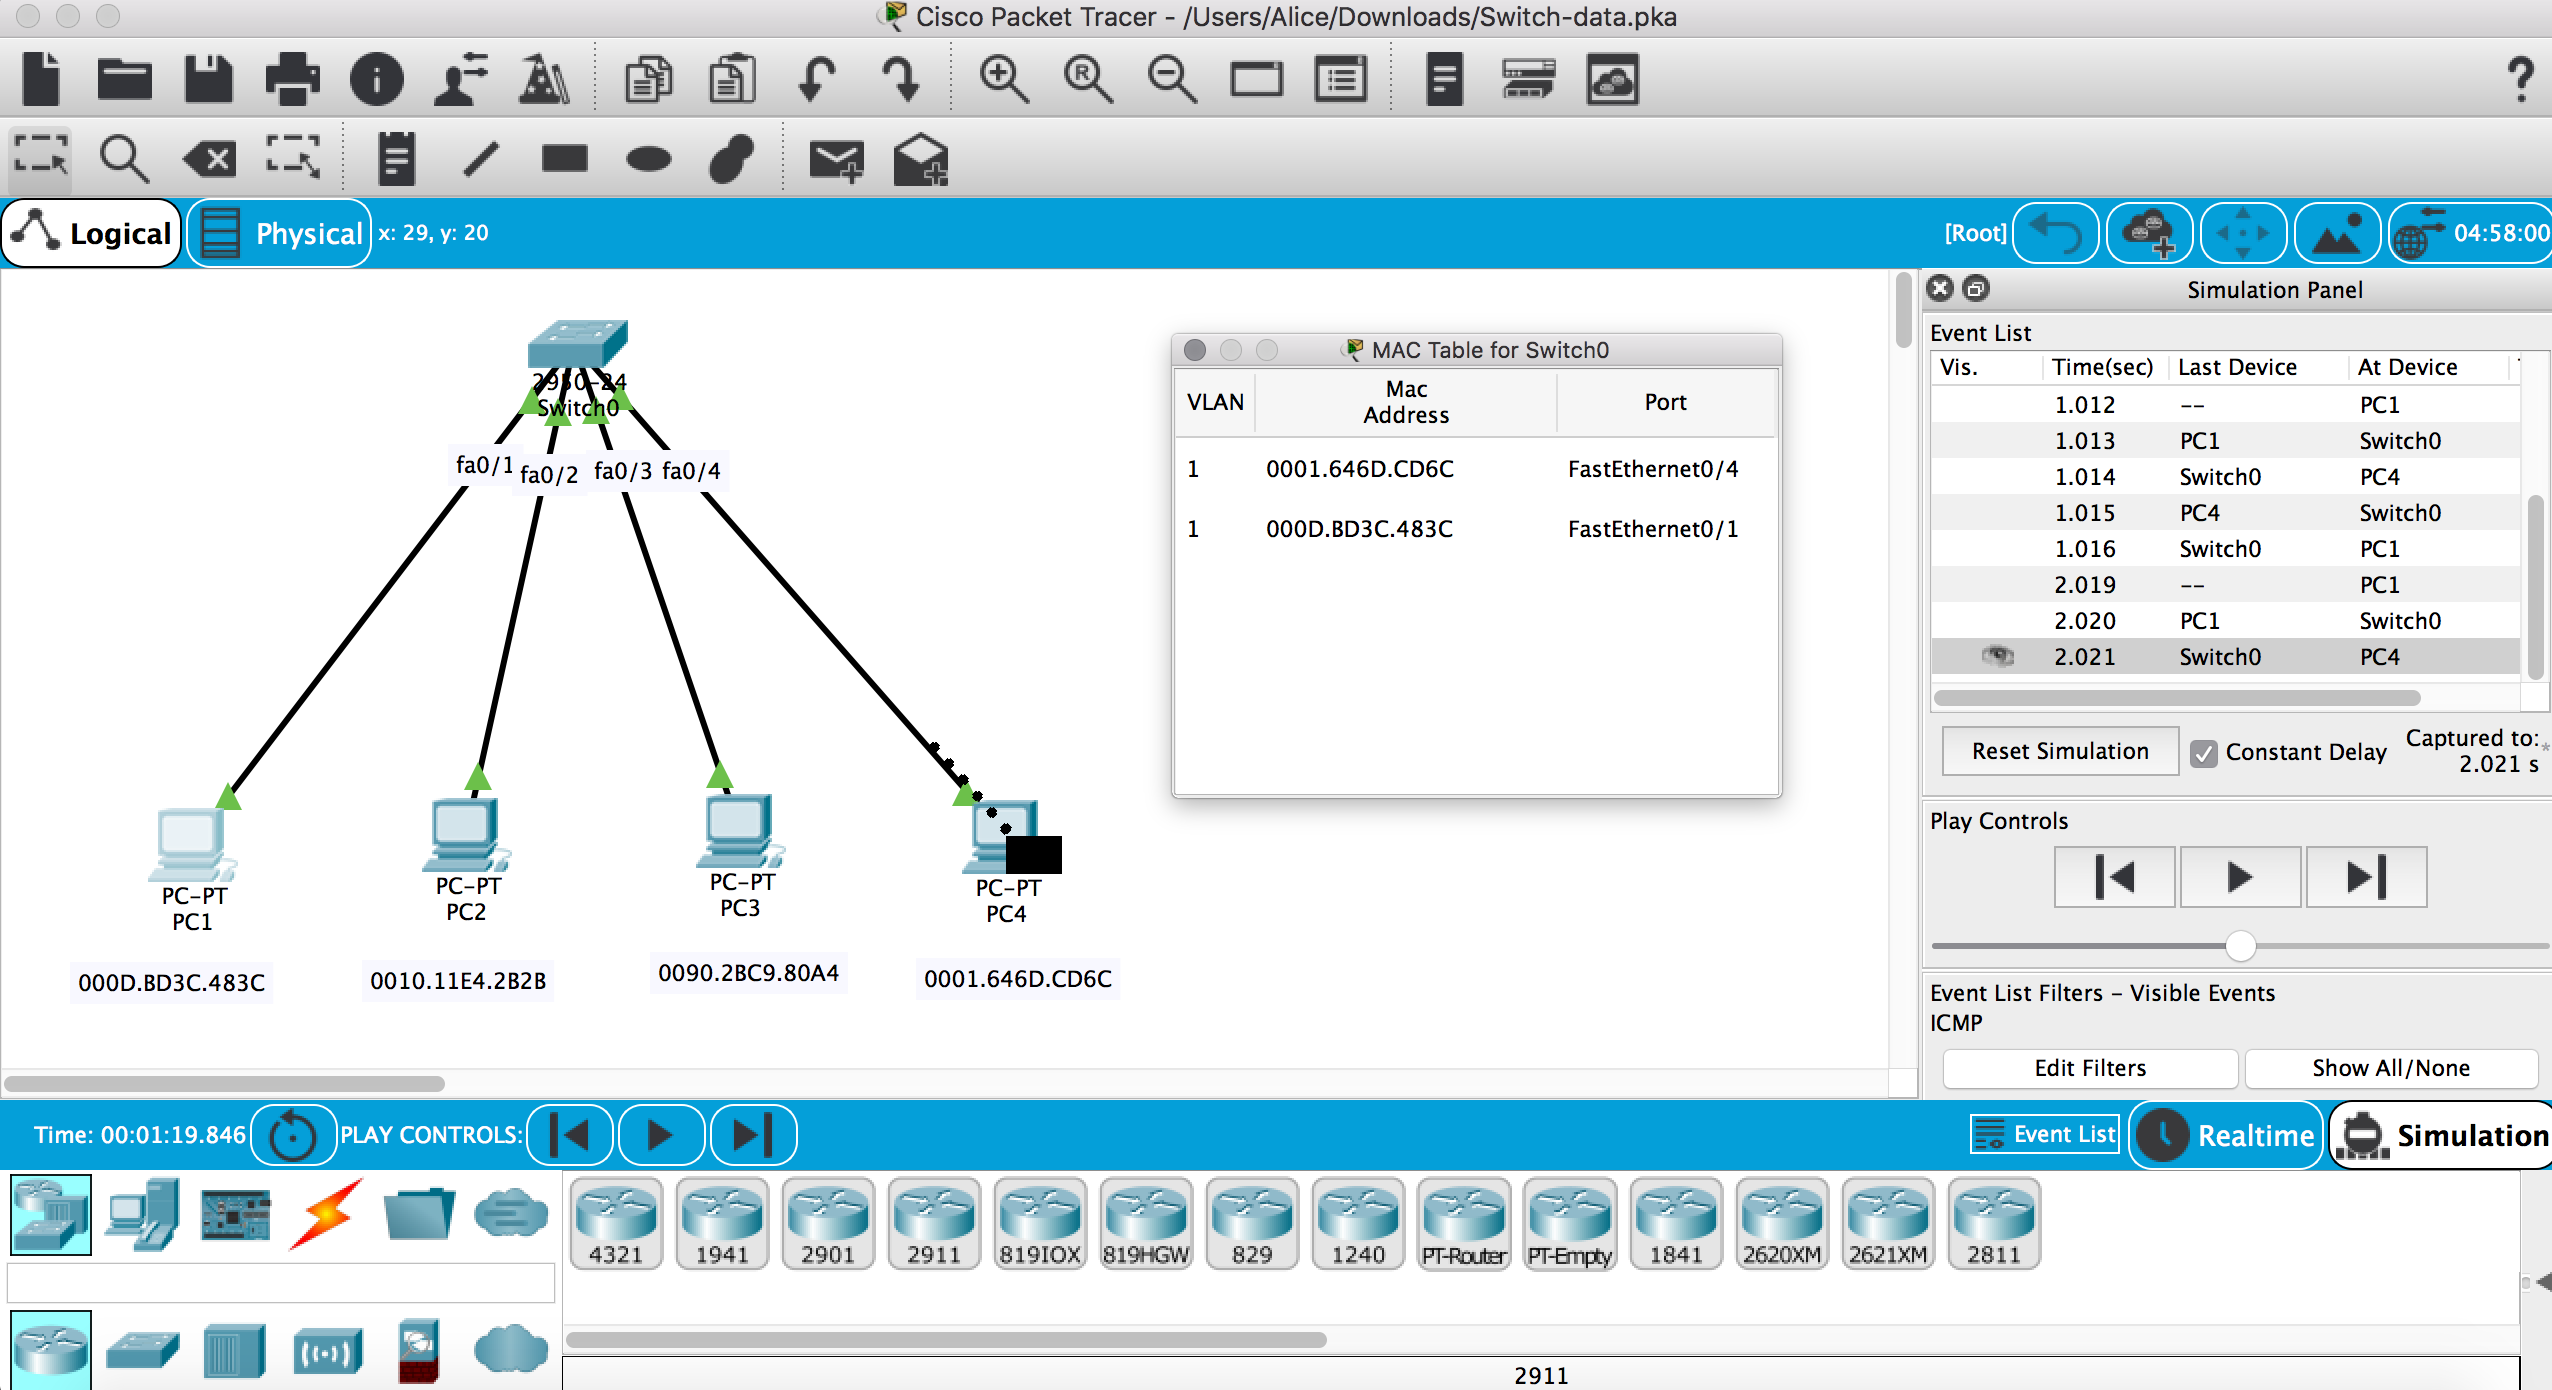 Cisco Packet Tracer - /Users/Alice/Downloads/Switch-data.pka
?
Logical
Physical
x: 29, y: 20
[Root]
04:58:00
2950-24
Switch0
fa0/1
fa0/2
fa0/3
fa0/4
PC-PT
PC1
PC-PT
PC2
PC-PT
PC3
PC-PT
PC4
000D.BD3C.483C
0010.11E4.2B2B
0090.2BC9.80A4
0001.646D.CD6C
MAC Table for Switch0
VLAN Mac Address Port
1 0001.646D.CD6C FastEthernet0/4
1 000D.BD3C.483C FastEthernet0/1
Simulation Panel
Event List
Vis. Time(sec) Last Device At Device
1.012 -- PC1
1.013 PC1 Switch0
1.014 Switch0 PC4
1.015 PC4 Switch0
1.016 Switch0 PC1
2.019 -- PC1
2.020 PC1 Switch0
2.021 Switch0 PC4
Reset Simulation
Constant Delay
Captured to: *
2.021 s
Play Controls
Event List Filters - Visible Events
ICMP
Edit Filters
Show All/None
Time: 00:01:19.846
PLAY CONTROLS:
Event List
Realtime
Simulation
4321
1941
2901
2911
819IOX
819HGW
829
1240
PT-Router
PT-Empty
1841
2620XM
2621XM
2811
2911